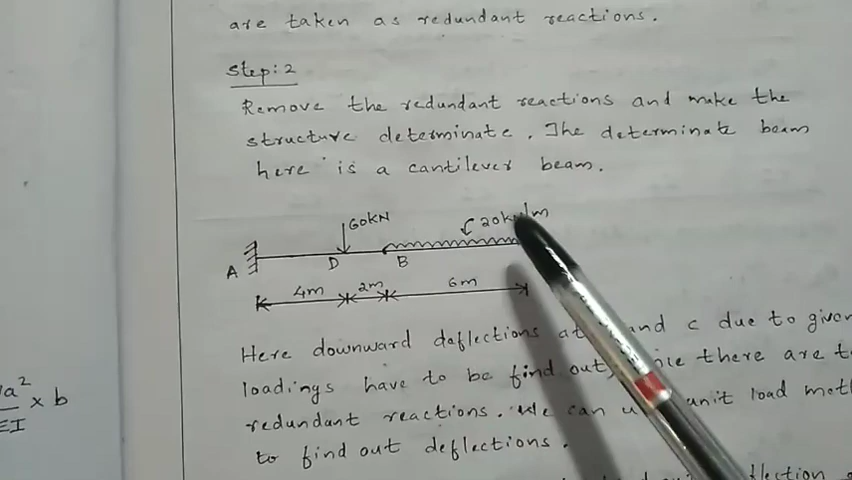 are taken as redundant reactions.
Step:2
Remove the redundant reactions and make the
structure determinate. The determinate beam
here is a cantilever beam.
60KN
20kN/m
A
D
B
4m
2m
6m
Here downward deflections at and c due to given
loadings have to be find out, there are
redundant reactions. We can unit load
to find out deflections.
a²
EI
x b